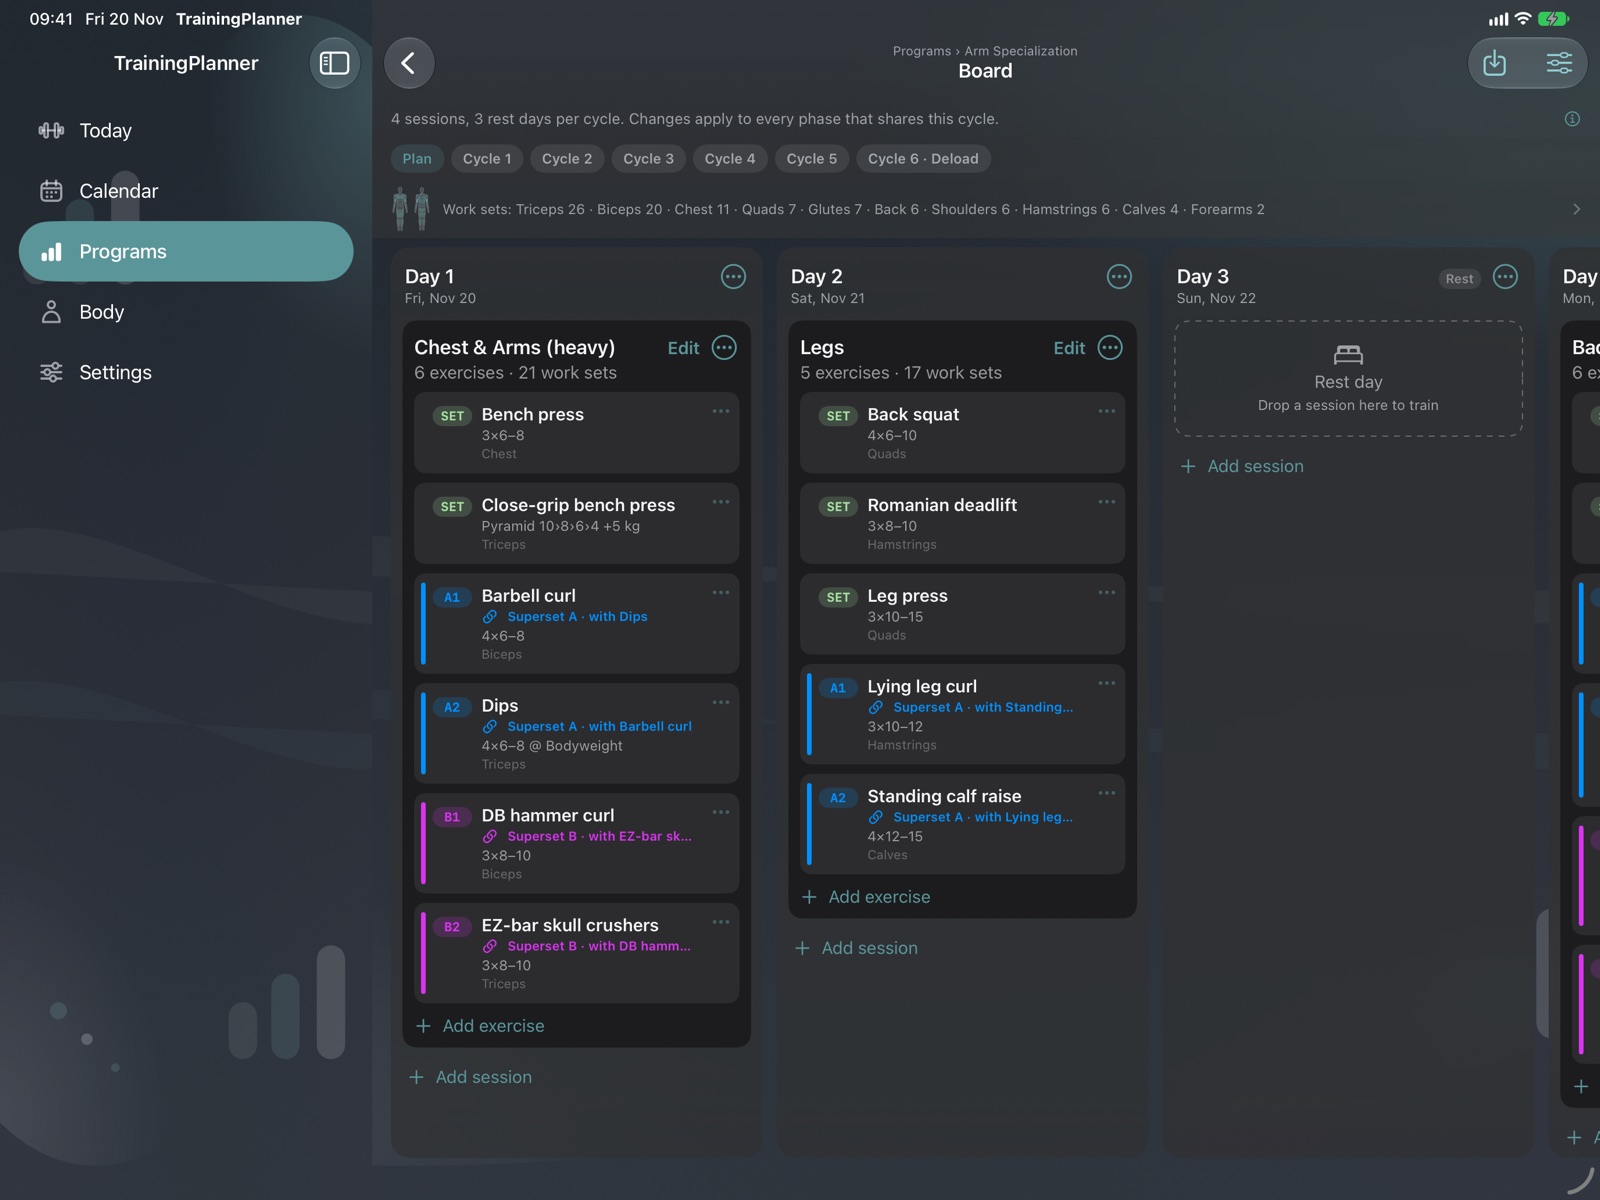 09:41 Fri 20 Nov TrainingPlanner
TrainingPlanner
Today
Calendar
Programs
Body
Settings
Programs › Arm Specialization
Board
4 sessions, 3 rest days per cycle. Changes apply to every phase that shares this cycle.
Plan
Cycle 1
Cycle 2
Cycle 3
Cycle 4
Cycle 5
Cycle 6 · Deload
Work sets: Triceps 26 · Biceps 20 · Chest 11 · Quads 7 · Glutes 7 · Back 6 · Shoulders 6 · Hamstrings 6 · Calves 4 · Forearms 2
Day 1
Fri, Nov 20
Chest & Arms (heavy)
Edit
6 exercises · 21 work sets
SET
Bench press
3×6–8
Chest
SET
Close-grip bench press
Pyramid 10›8›6›4 +5 kg
Triceps
A1
Barbell curl
Superset A · with Dips
4×6–8
Biceps
A2
Dips
Superset A · with Barbell curl
4×6–8 @ Bodyweight
Triceps
B1
DB hammer curl
Superset B · with EZ-bar sk...
3×8–10
Biceps
B2
EZ-bar skull crushers
Superset B · with DB hamm...
3×8–10
Triceps
+ Add exercise
+ Add session
Day 2
Sat, Nov 21
Legs
Edit
5 exercises · 17 work sets
SET
Back squat
4×6–10
Quads
SET
Romanian deadlift
3×8–10
Hamstrings
SET
Leg press
3×10–15
Quads
A1
Lying leg curl
Superset A · with Standing...
3×10–12
Hamstrings
A2
Standing calf raise
Superset A · with Lying leg...
4×12–15
Calves
+ Add exercise
+ Add session
Day 3
Sun, Nov 22
Rest
Rest day
Drop a session here to train
+ Add session
Day
Mon,